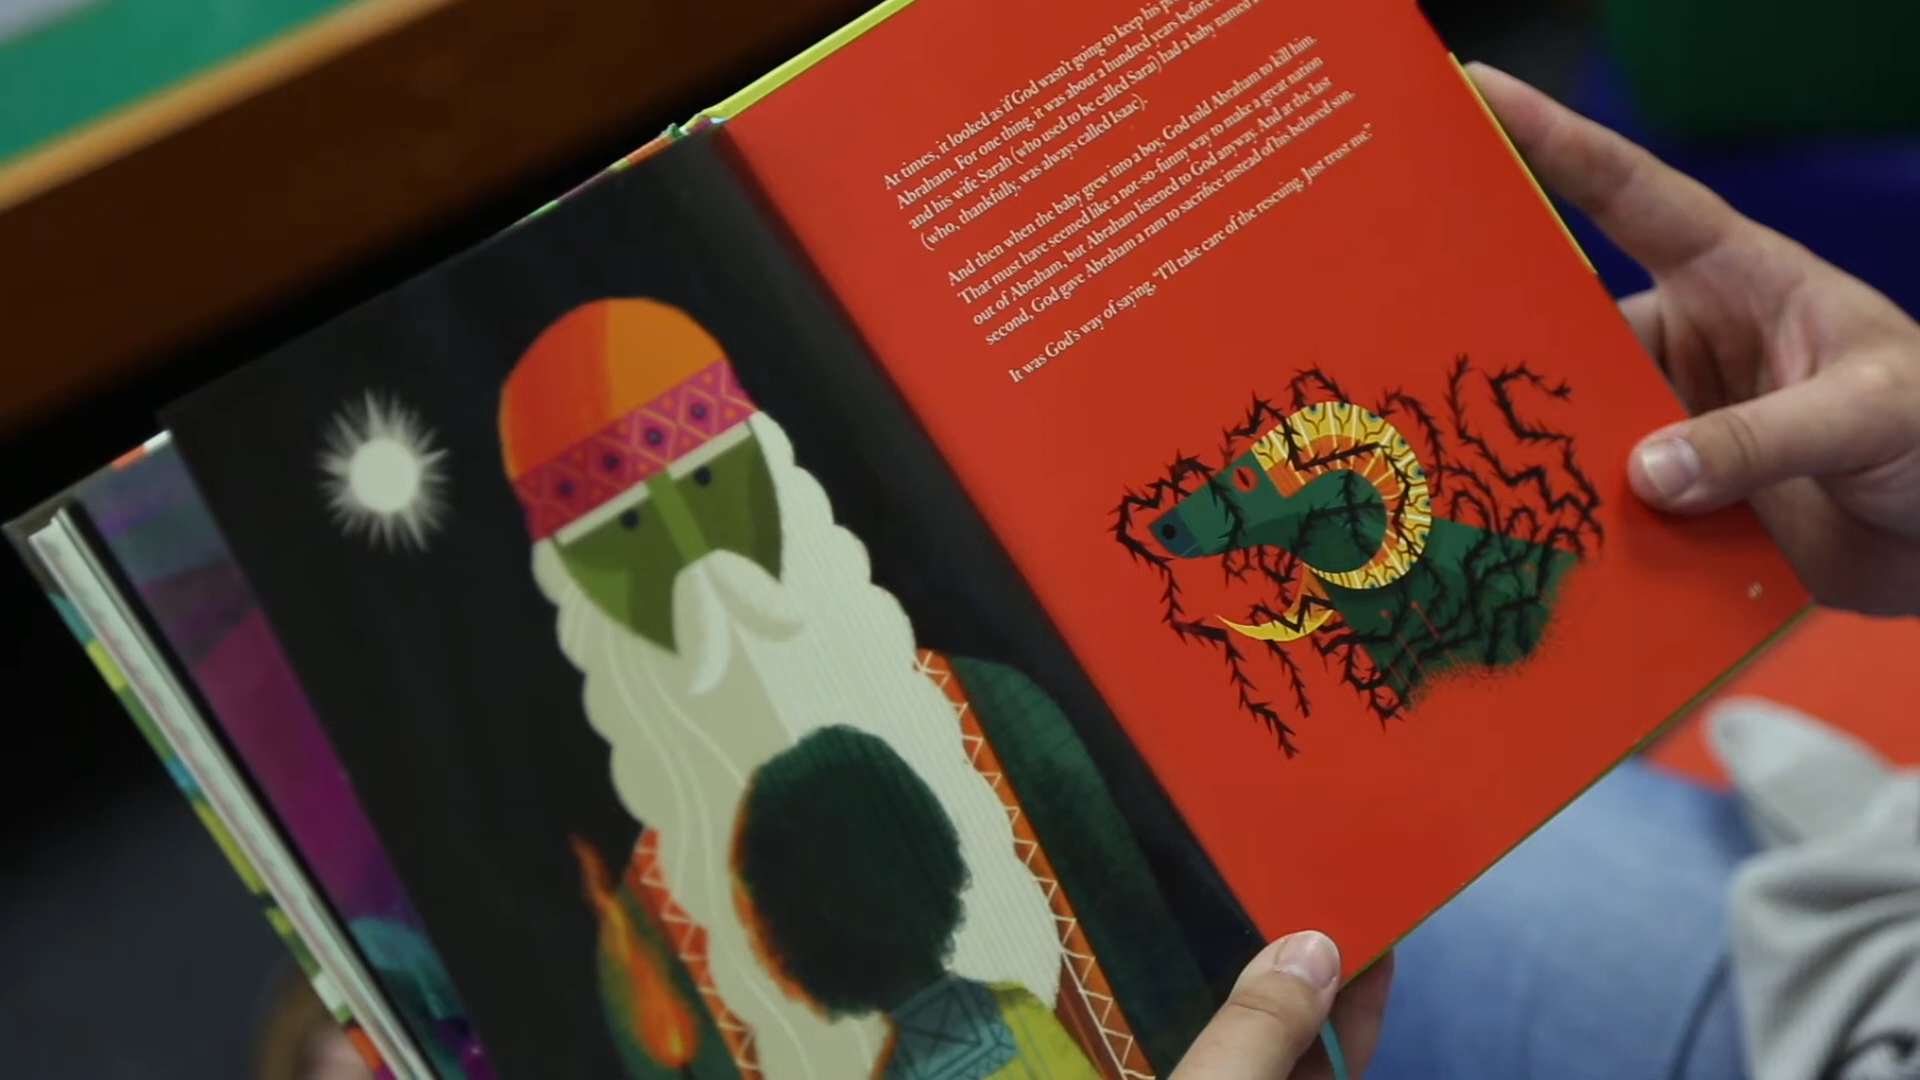 At times, it looked as if God wasn't going to keep his
Abraham. For one thing, it was about a hundred years before
and his wife Sarah (who used to be called Sarai) had a baby named
(who, thankfully, was always called Isaac).
And then when the baby grew into a boy, God told Abraham to kill him.
That must have seemed like a not-so-funny way to make a great nation
out of Abraham, but Abraham listened to God anyway. And at the last
second, God gave Abraham a ram to sacrifice instead of his beloved son.
It was God's way of saying, "I'll take care of the rescuing. Just trust me."